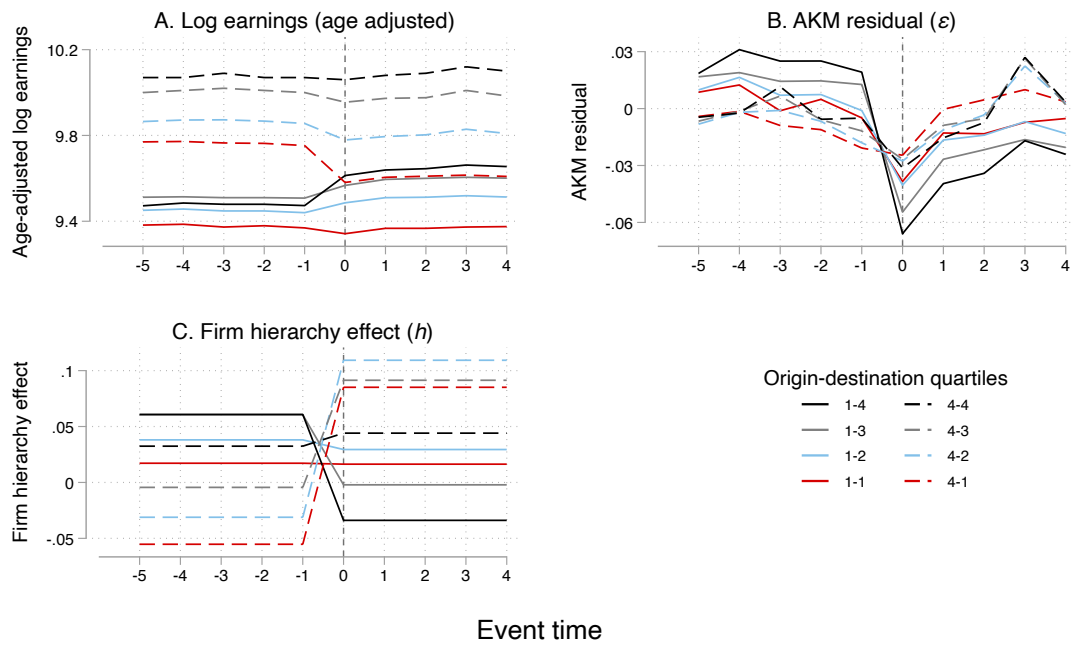 A. Log earnings (age adjusted)
Age-adjusted log earnings
10.2
9.8
9.4
-5 -4 -3 -2 -1 0 1 2 3 4
B. AKM residual (ε)
AKM residual
.03
0
-.03
-.06
-5 -4 -3 -2 -1 0 1 2 3 4
C. Firm hierarchy effect (h)
Firm hierarchy effect
.1
.05
0
-.05
-5 -4 -3 -2 -1 0 1 2 3 4
Origin-destination quartiles
1-4 4-4
1-3 4-3
1-2 4-2
1-1 4-1
Event time